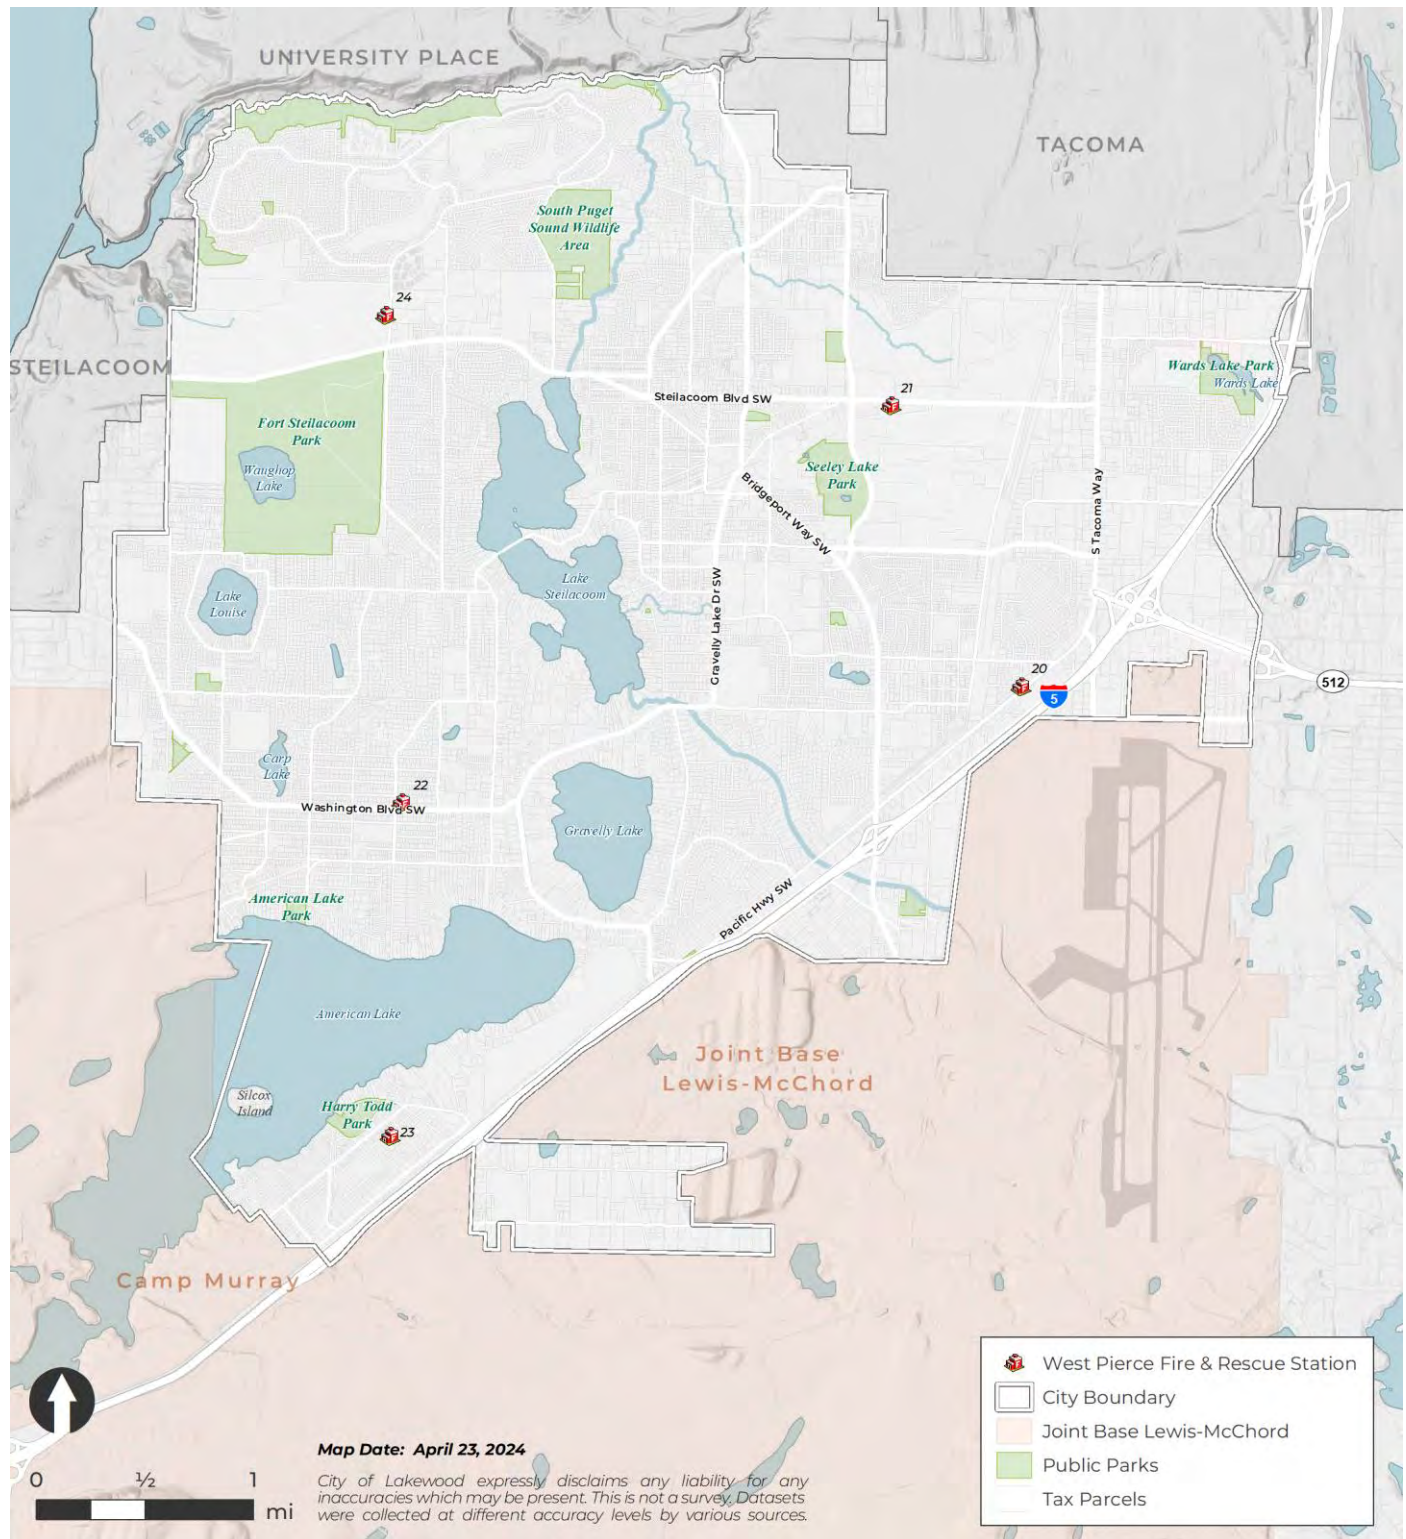 UNIVERSITY PLACE
TACOMA
South Puget
Sound Wildlife
Area
24
STEILACOOM
Wards Lake Park
Wards Lake
21
Steilacoom Blvd SW
Fort Steilacoom
Park
Waughop
Lake
Seeley Lake
Park
Bridgeport Way SW
S Tacoma Way
Lake
Steilacoom
Lake
Louise
Gravelly Lake Dr SW
20
5
512
Carp
Lake
22
Washington Blvd SW
Gravelly Lake
American Lake
Park
Pacific Hwy SW
American Lake
Joint Base
Lewis-McChord
Silcox
Island
Harry Todd
Park
23
Camp Murray
West Pierce Fire & Rescue Station
City Boundary
Joint Base Lewis-McChord
Public Parks
Tax Parcels
Map Date: April 23, 2024
0 ½ 1
mi
City of Lakewood expressly disclaims any liability for any
inaccuracies which may be present. This is not a survey. Datasets
were collected at different accuracy levels by various sources.